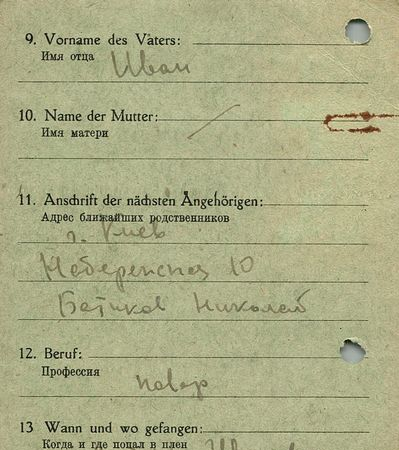 9. Vorname des Vaters:
Имя отца Иван
10. Name der Mutter:
Имя матери
11. Anschrift der nächsten Angehörigen:
Адрес ближайших родственников
г. Киев
Набережная 10
Николай
12. Beruf:
Профессия повар
13 Wann und wo gefangen:
Когда и где попал в плен